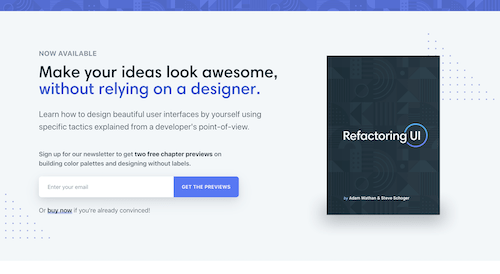 NOW AVAILABLE
Make your ideas look awesome,
without relying on a designer.
Learn how to design beautiful user interfaces by yourself using
specific tactics explained from a developer's point-of-view.
Sign up for our newsletter to get two free chapter previews on
building color palettes and designing without labels.
Enter your email
GET THE PREVIEWS
Or buy now if you're already convinced!
Refactoring UI
by Adam Wathan & Steve Schoger